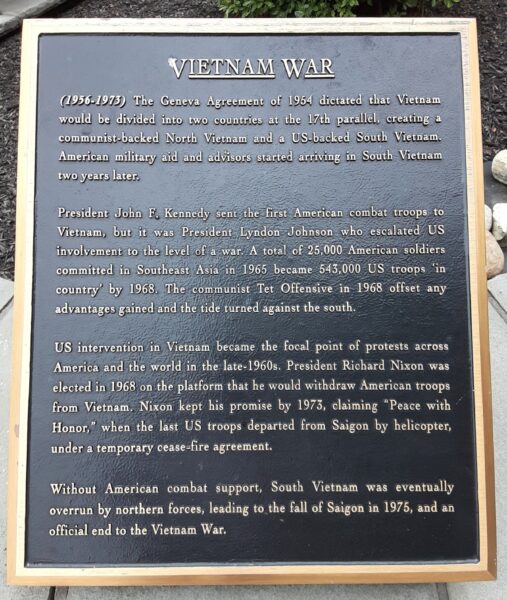 VIETNAM WAR
(1956-1973) The Geneva Agreement of 1954 dictated that Vietnam
would be divided into two countries at the 17th parallel, creating a
communist-backed North Vietnam and a US-backed South Vietnam.
American military aid and advisors started arriving in South Vietnam
two years later.
President John F. Kennedy sent the first American combat troops to
Vietnam, but it was President Lyndon Johnson who escalated US
involvement to the level of a war. A total of 25,000 American soldiers
committed in Southeast Asia in 1965 became 543,000 US troops 'in
country' by 1968. The communist Tet Offensive in 1968 offset any
advantages gained and the tide turned against the south.
US intervention in Vietnam became the focal point of protests across
America and the world in the late-1960s. President Richard Nixon was
elected in 1968 on the platform that he would withdraw American troops
from Vietnam. Nixon kept his promise by 1973, claiming "Peace with
Honor," when the last US troops departed from Saigon by helicopter,
under a temporary cease-fire agreement.
Without American combat support, South Vietnam was eventually
overrun by northern forces, leading to the fall of Saigon in 1975, and an
official end to the Vietnam War.